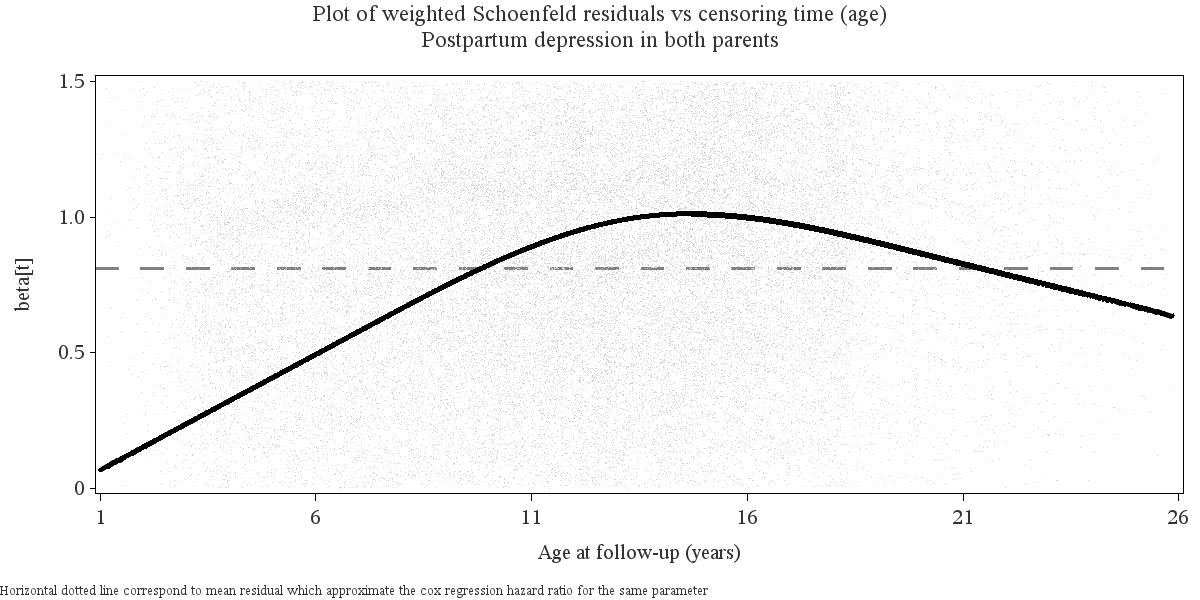 Plot of weighted Schoenfeld residuals vs censoring time (age)
Postpartum depression in both parents
1.5
1.0
0.5
0
beta[t]
1 6 11 16 21 26
Age at follow-up (years)
Horizontal dotted line correspond to mean residual which approximate the cox regression hazard ratio for the same parameter